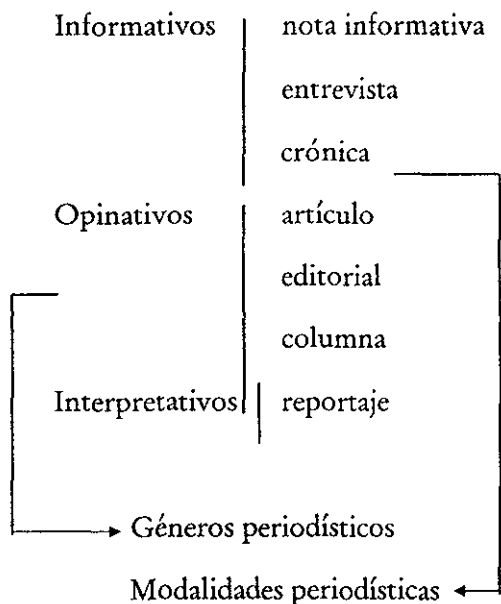 Informativos nota informativa
entrevista
crónica
Opinativos artículo
editorial
columna
Interpretativos reportaje
Géneros periodísticos
Modalidades periodísticas